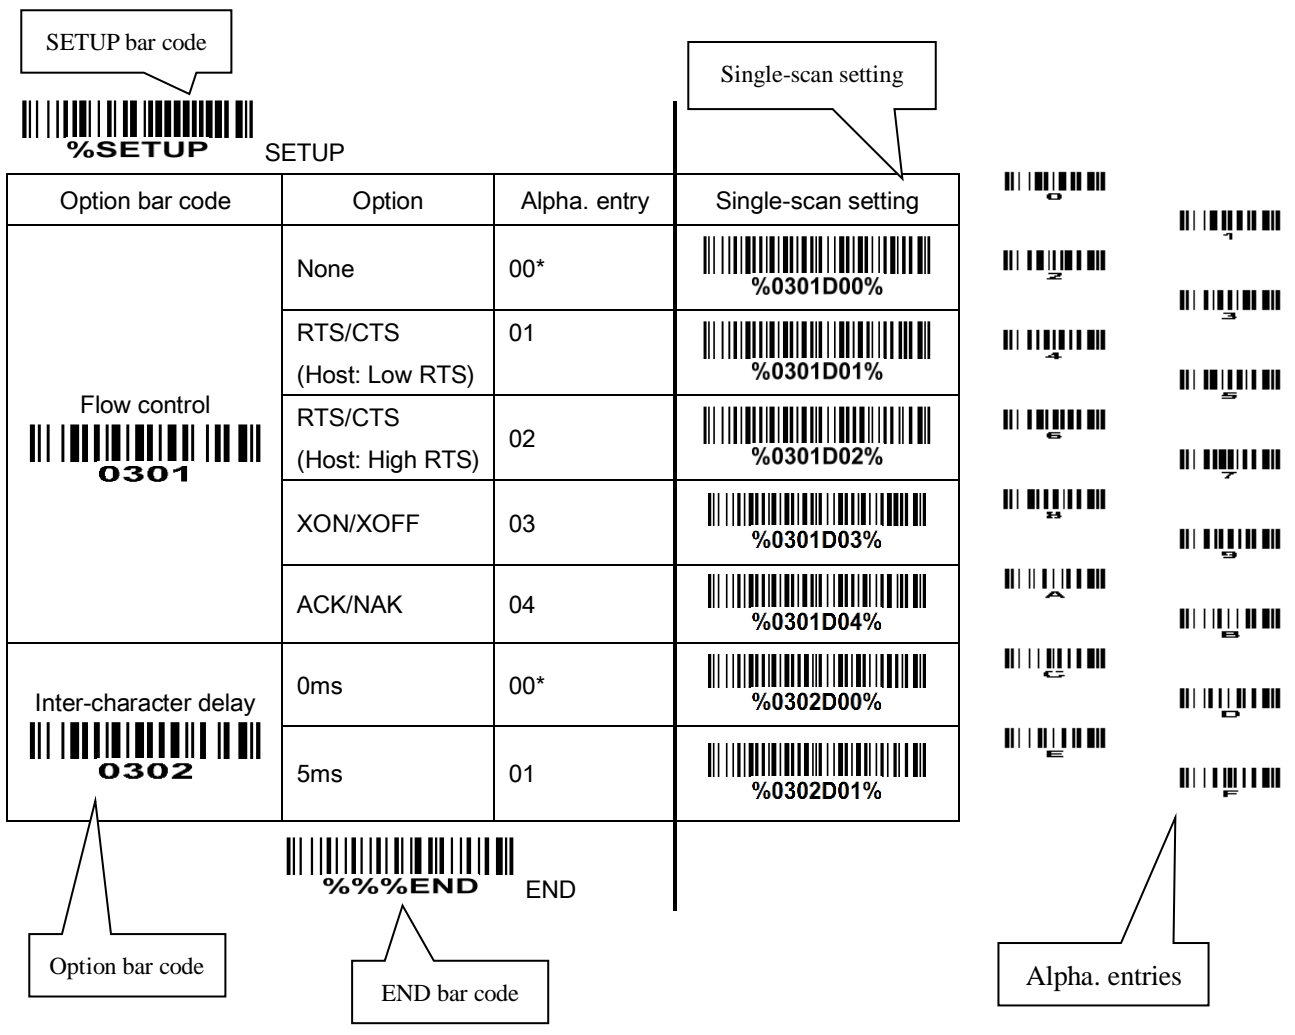 SETUP bar code
Single-scan setting
%SETUP
SETUP
Option bar code
Option
Alpha. entry
Single-scan setting
Flow control
0301
None
00*
%0301D00%
RTS/CTS
(Host: Low RTS)
01
%0301D01%
RTS/CTS
(Host: High RTS)
02
%0301D02%
XON/XOFF
03
%0301D03%
ACK/NAK
04
%0301D04%
Inter-character delay
0302
0ms
00*
%0302D00%
5ms
01
%0302D01%
%%%END
END
0
1
2
3
4
5
6
7
8
9
A
B
C
D
E
F
Option bar code
END bar code
Alpha. entries